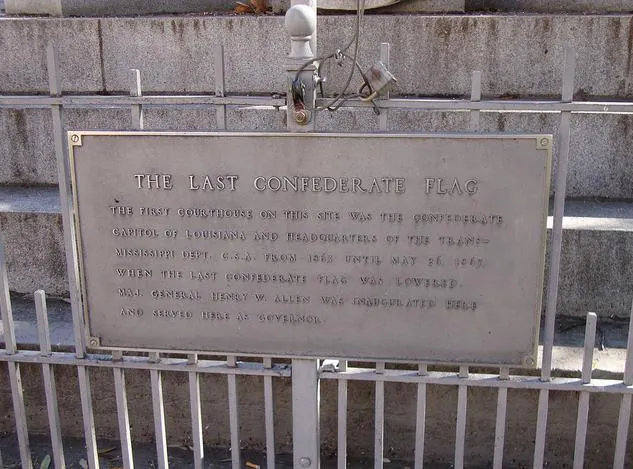 THE LAST CONFEDERATE FLAG
THE FIRST COURTHOUSE ON THIS SITE WAS THE CONFEDERATE
CAPITOL OF LOUISIANA AND HEADQUARTERS OF THE TRANS-
MISSISSIPPI DEPT. C.S.A. FROM 1863 UNTIL MAY 26, 1865,
WHEN THE LAST CONFEDERATE FLAG WAS LOWERED.
MAJ. GENERAL HENRY W. ALLEN WAS INAUGURATED HERE
AND SERVED HERE AS GOVERNOR.